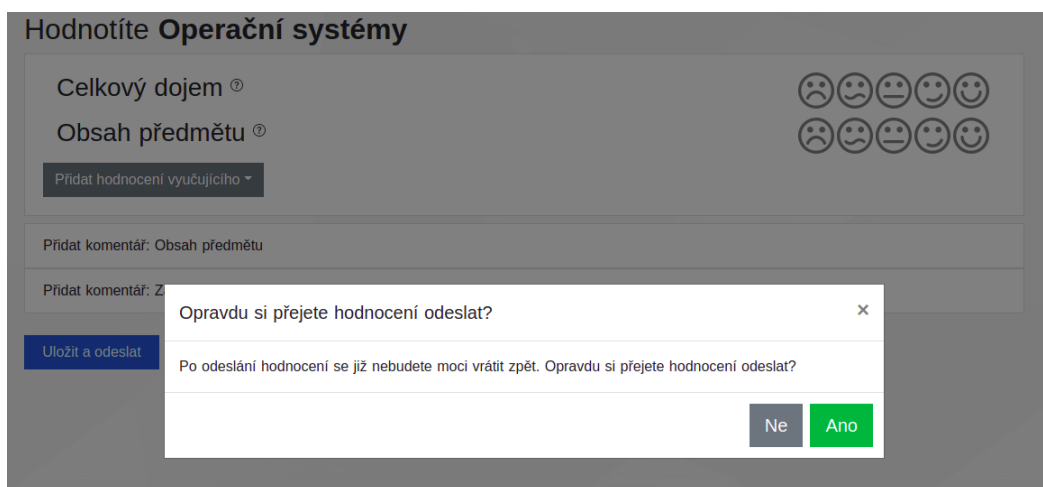 Hodnotíte Operační systémy
Celkový dojem ?
Obsah předmětu ?
Přidat hodnocení vyučujícího
Přidat komentář: Obsah předmětu
Přidat komentář:
Opravdu si přejete hodnocení odeslat? ×
Uložit a odeslat
Po odeslání hodnocení se již nebudete moci vrátit zpět. Opravdu si přejete hodnocení odeslat?
Ne Ano